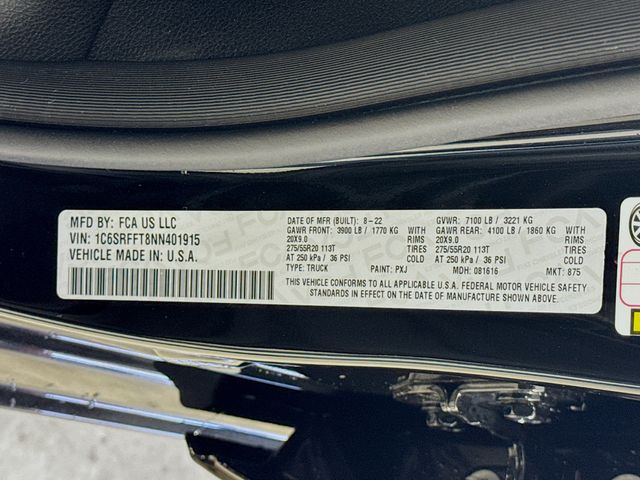 MFD BY: FCA US LLC
VIN: 1C6SRFFT8NN401915
VEHICLE MADE IN U.S.A.
DATE OF MFR (BUILT): 8-22 GVWR: 7100 LB / 3221 KG
GAWR FRONT: 3900 LB / 1770 KG WITH GAWR REAR: 4100 LB / 1860 KG WITH
20X9.0 RIMS 20X9.0 RIMS
275/55R20 113T TIRES 275/55R20 113T TIRES
AT 250 kPa / 36 PSI AT 250 kPa / 36 PSI
TYPE: TRUCK PAINT: PXJ MDH: 081616 MKT: 875
THIS VEHICLE CONFORMS TO ALL APPLICABLE U.S.A. FEDERAL MOTOR VEHICLE SAFETY
STANDARDS IN EFFECT ON THE DATE OF MANUFACTURE SHOWN ABOVE.